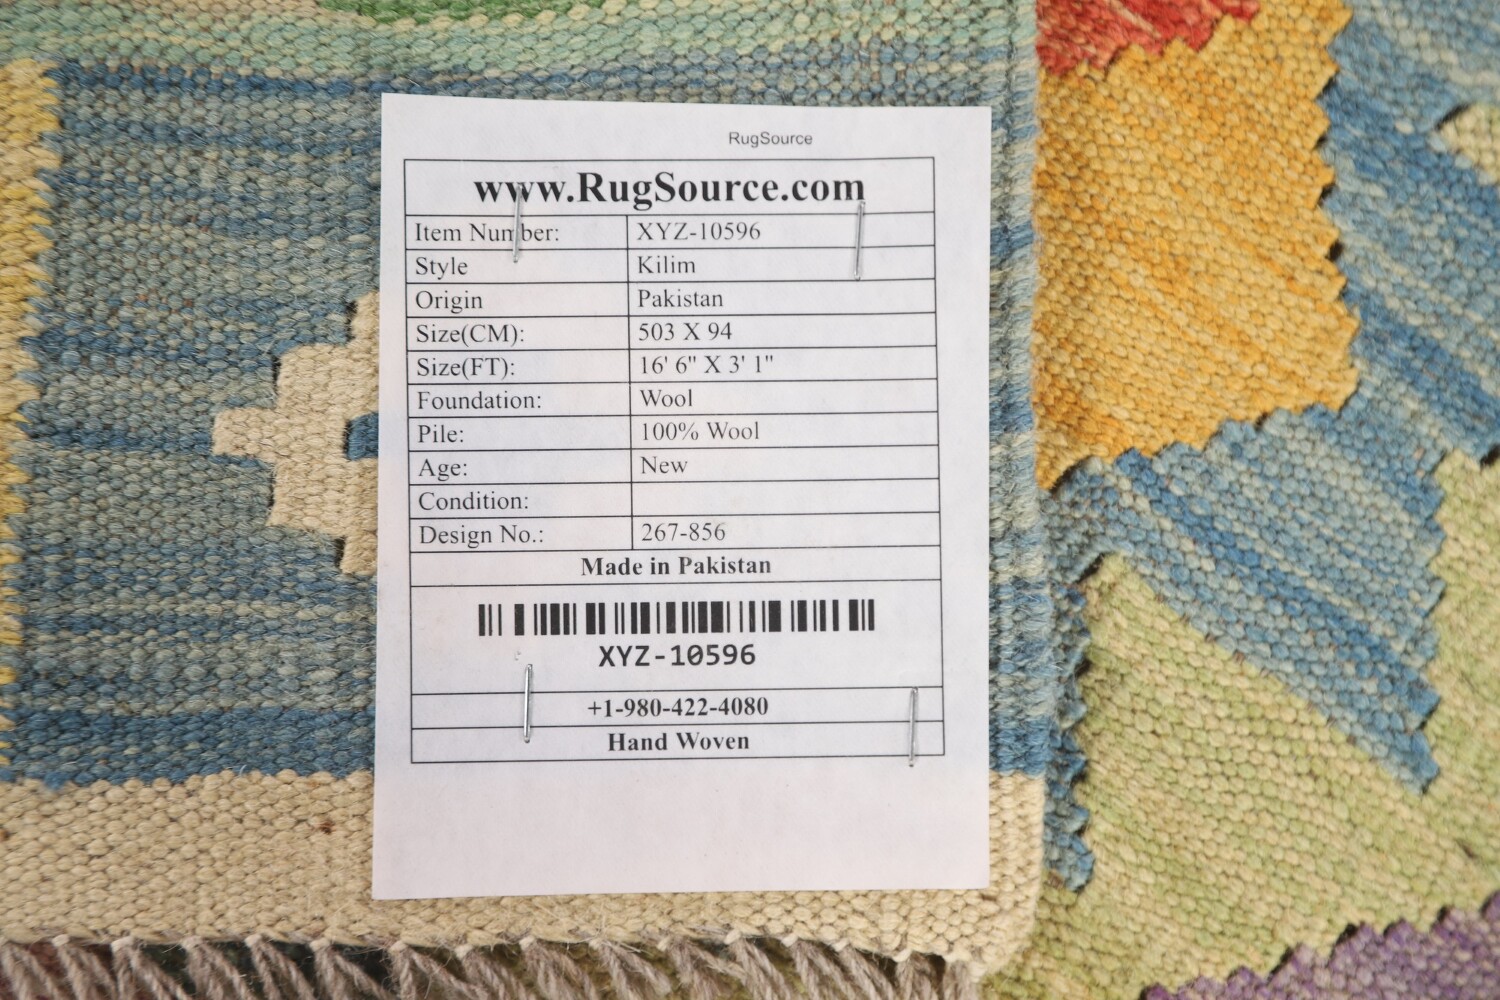 RugSource
www.RugSource.com
Item Number: XYZ-10596
Style Kilim
Origin Pakistan
Size(CM): 503 X 94
Size(FT): 16' 6" X 3' 1"
Foundation: Wool
Pile: 100% Wool
Age: New
Condition:
Design No.: 267-856
Made in Pakistan
XYZ-10596
+1-980-422-4080
Hand Woven